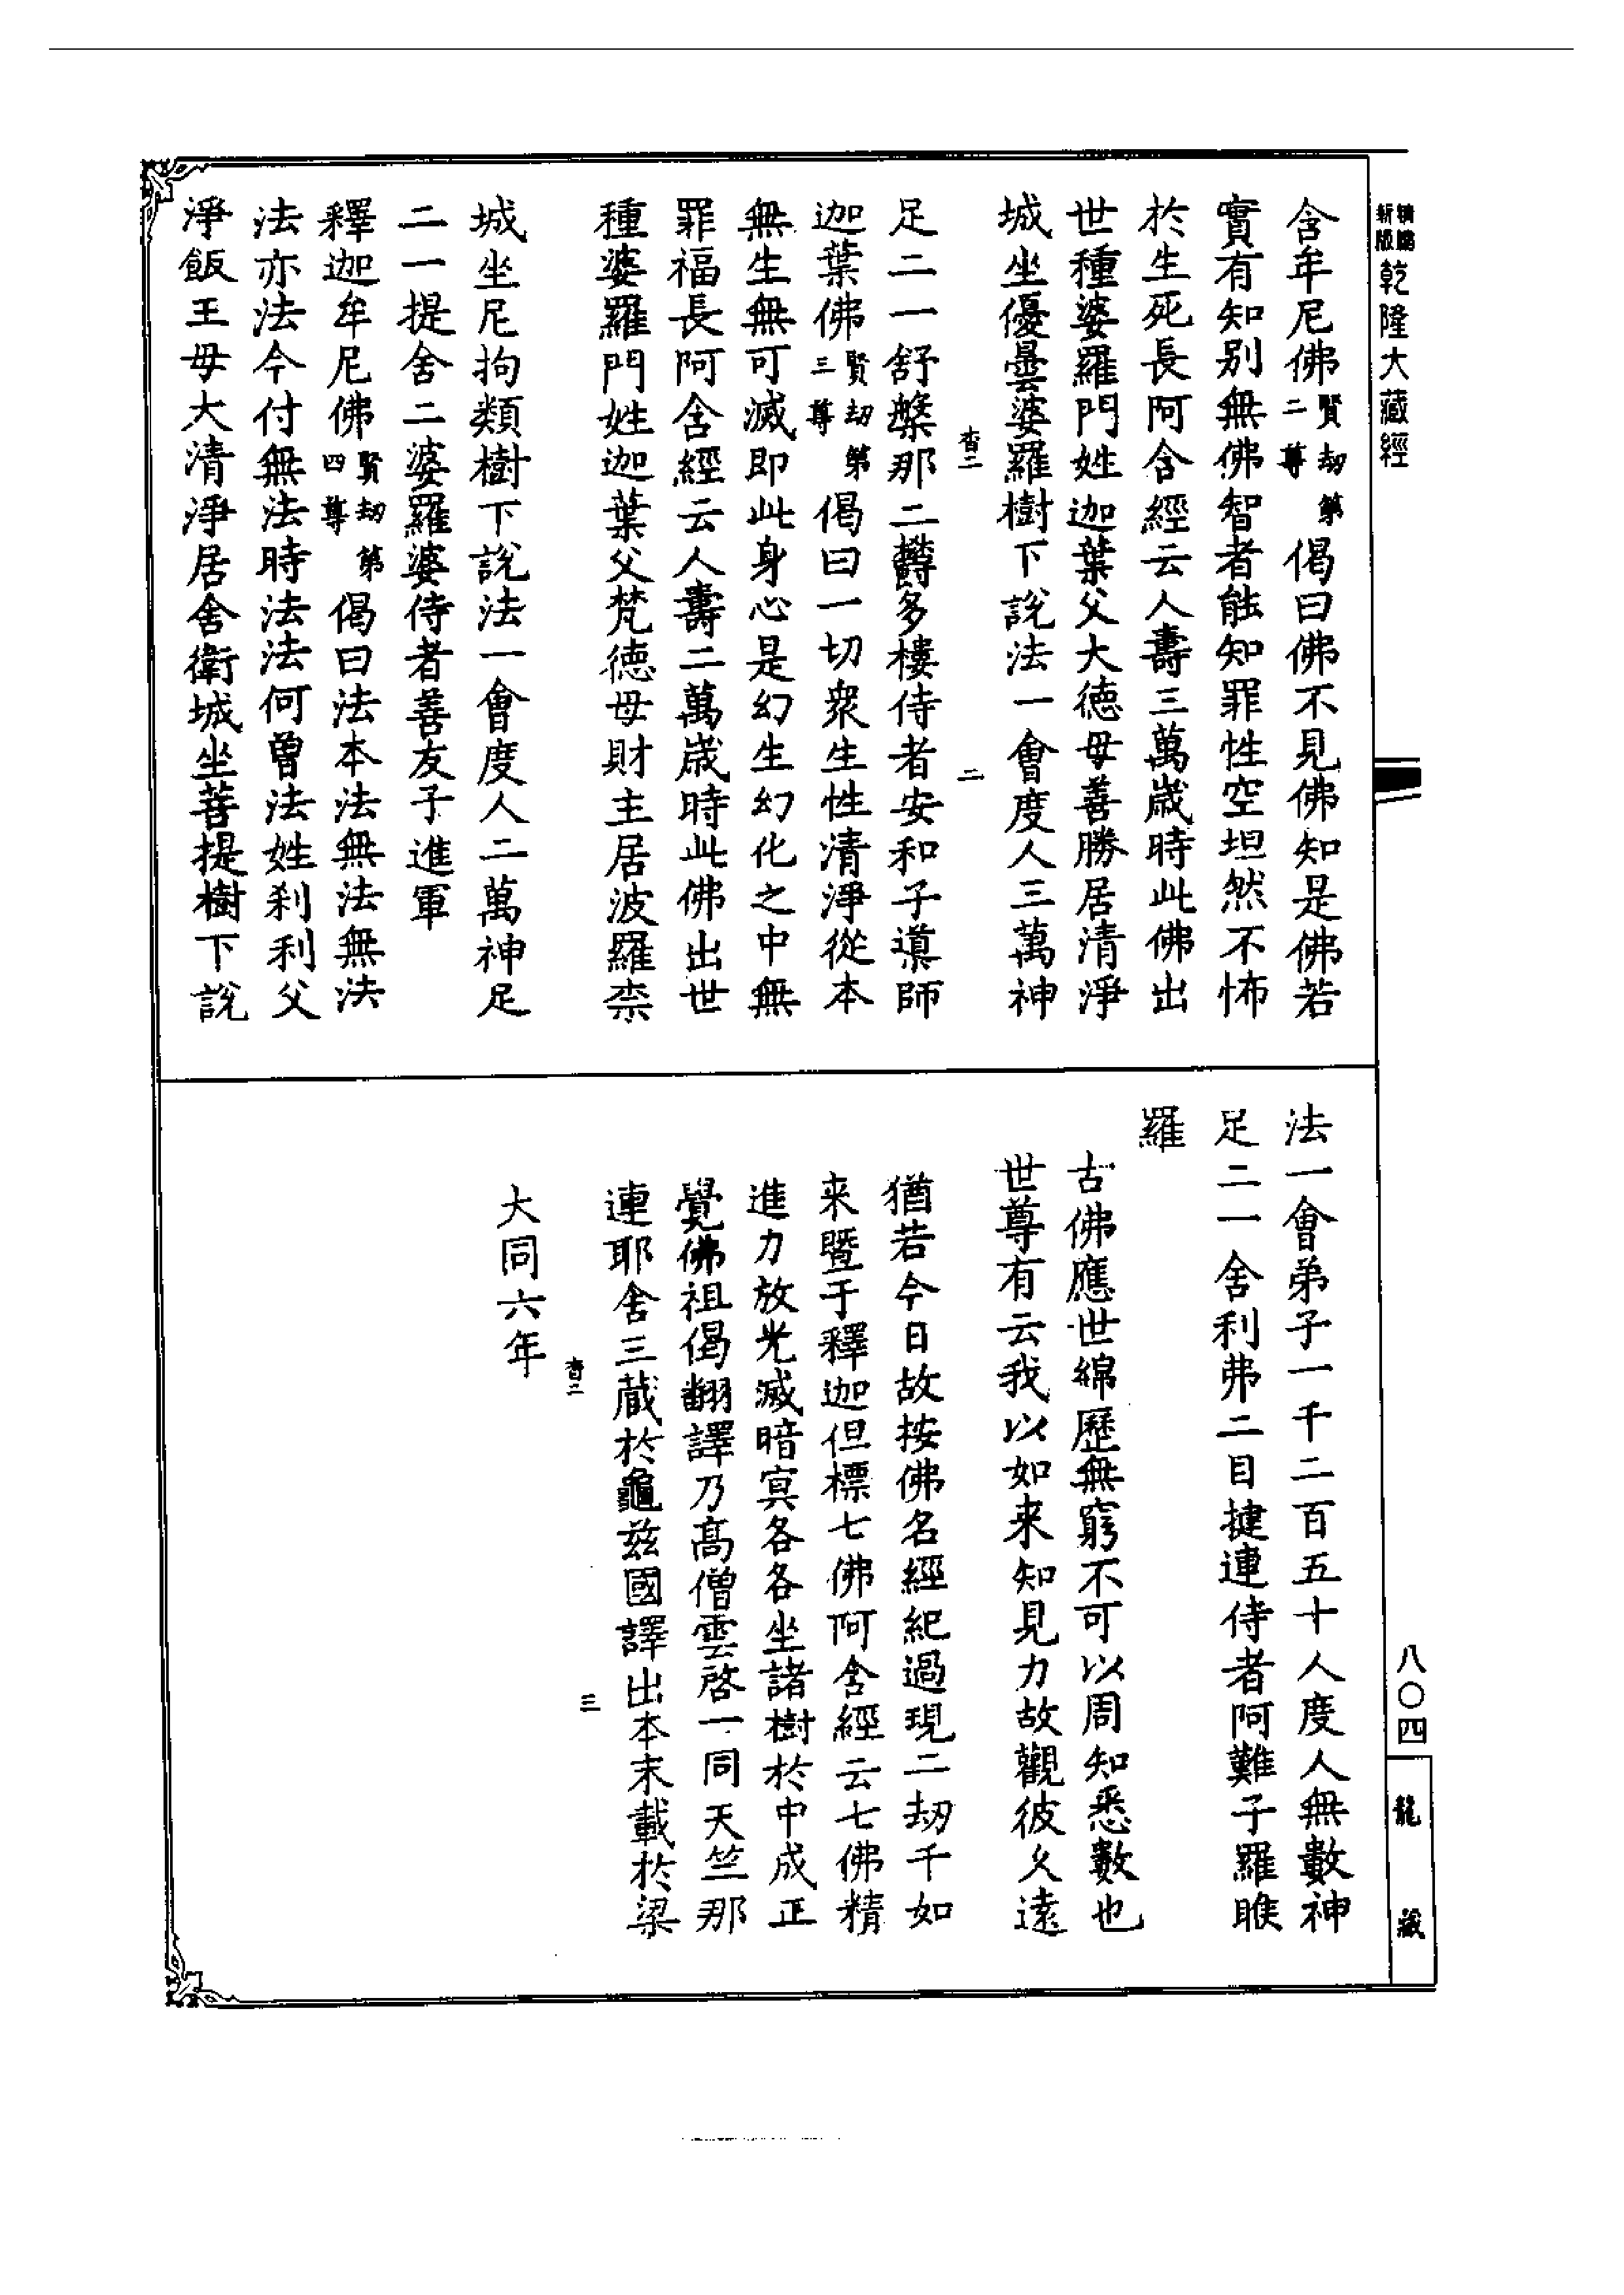 新版
乾隆大藏經
含牟尼佛賢劫第二尊偈曰佛不見佛知是佛若
實有知別無佛智者能知罪性空坦然不怖
於生死長阿含經云人壽三萬歲時此佛出
世種婆羅門姓迦葉父大德母善勝居清淨
城坐優曇婆羅樹下說法一會度人三萬神
杳二
二
足二一舒槃那二欝多樓侍者安和子導師
迦葉佛賢劫第三尊偈曰一切衆生性清淨從本
無生無可滅即此身心是幻生幻化之中無
罪福長阿含經云人壽二萬歲時此佛出世
種婆羅門姓迦葉父梵德母財主居波羅柰
城坐尼拘類樹下說法一會度人二萬神足
二一提舍二婆羅婆侍者善友子進軍
釋迦牟尼佛賢劫第四尊偈曰法本法無法無法
法亦法今付無法時法法何曾法姓刹利父
淨飯王母大清淨居舍衛城坐菩提樹下說
八〇四
龍藏
法一會弟子一千二百五十人度人無數神
足二一舍利弗二目揵連侍者阿難子羅睺
羅
古佛應世綿歷無窮不可以周知悉數也
世尊有云我以如来知見力故觀彼久遠
猶若今日故按佛名經紀過現二劫千如
来暨于釋迦但標七佛阿含經云七佛精
進力放光滅暗冥各各坐諸樹於中成正
覺佛祖偈翻譯乃高僧雲啓一同天竺那
連耶舍三藏於龜茲國譯出本末載於梁
杳二
三
大同六年